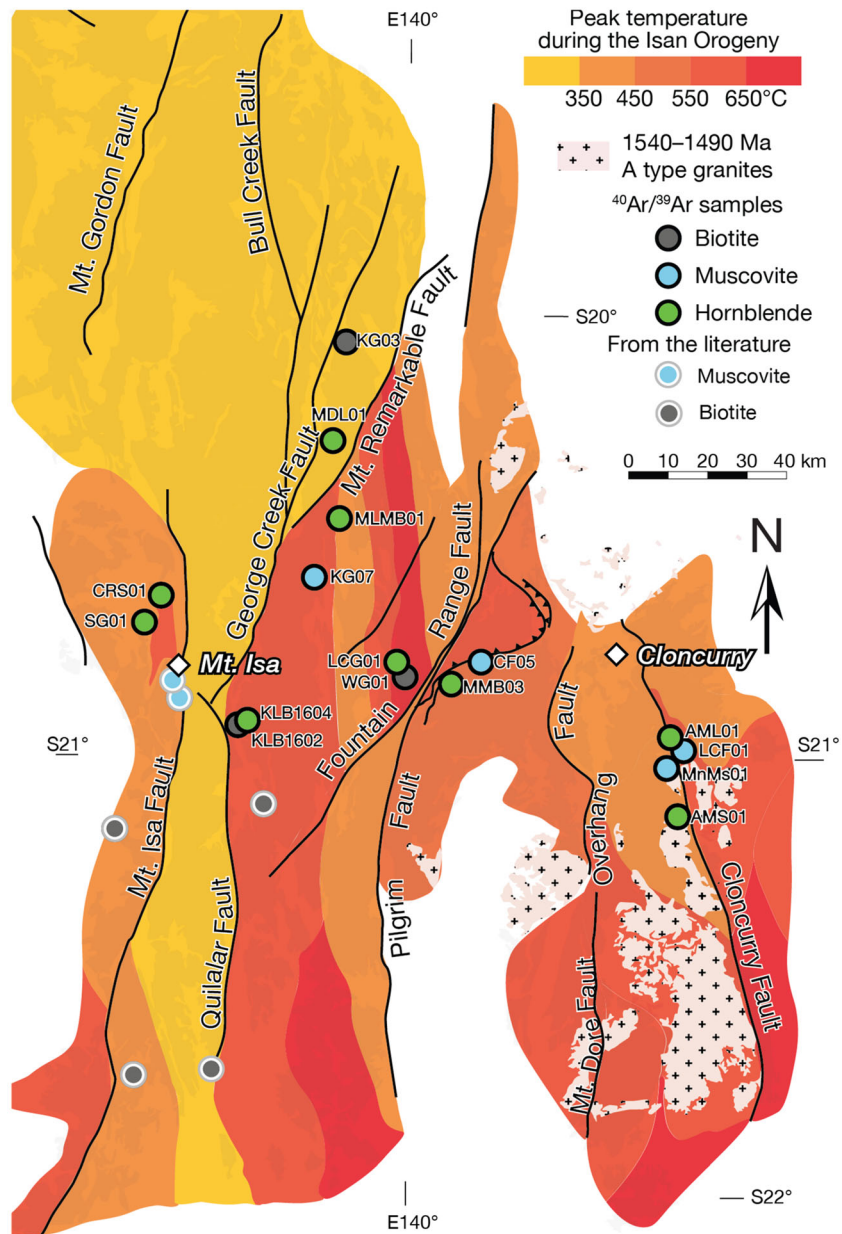 E140°
Peak temperature
during the Isan Orogeny
350 450 550 650°C
1540–1490 Ma
A type granites
⁴⁰Ar/³⁹Ar samples
Biotite
Muscovite
Hornblende
From the literature
Muscovite
Biotite
S20°
0 10 20 30 40 km
N
Mt. Gordon Fault
Bull Creek Fault
Mt. Remarkable Fault
KG03
MDL01
George Creek Fault
MLMB01
KG07
CRS01
SG01
Mt. Isa
Range Fault
Fountain
LCG01
WG01
CF05
MMB03
Cloncurry
KLB1604
KLB1602
S21°
S21°
AML01
LCF01
MnMs01
AMS01
Fault
Overhang
Mt. Isa Fault
Quilalar Fault
Fault
Pilgrim
Mt. Dore Fault
Cloncurry Fault
S22°
E140°